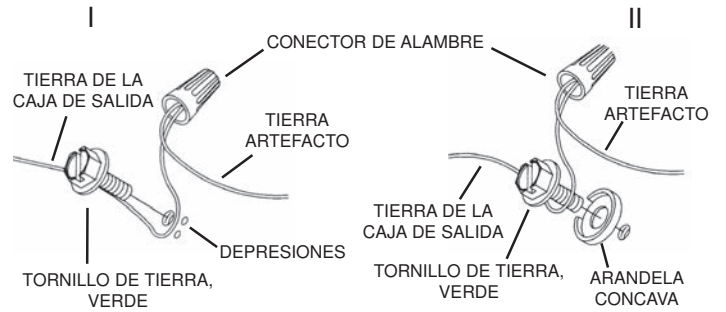 I
II
CONECTOR DE ALAMBRE
TIERRA DE LA
CAJA DE SALIDA
TIERRA
ARTEFACTO
DEPRESIONES
TORNILLO DE TIERRA,
VERDE
TIERRA
ARTEFACTO
TIERRA DE LA
CAJA DE SALIDA
TORNILLO DE TIERRA,
VERDE
ARANDELA
CONCAVA